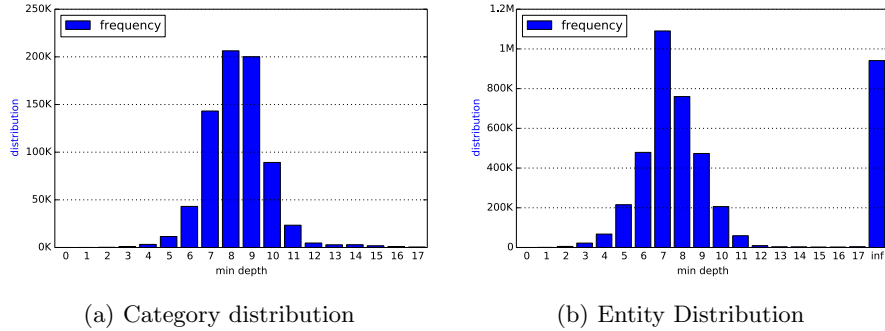 250K
200K
150K
100K
50K
0K
distribution
frequency
0 1 2 3 4 5 6 7 8 9 10 11 12 13 14 15 16 17
min depth
(a) Category distribution
1.2M
1M
800K
600K
400K
200K
0
distribution
frequency
0 1 2 3 4 5 6 7 8 9 10 11 12 13 14 15 16 17 inf
min depth
(b) Entity Distribution